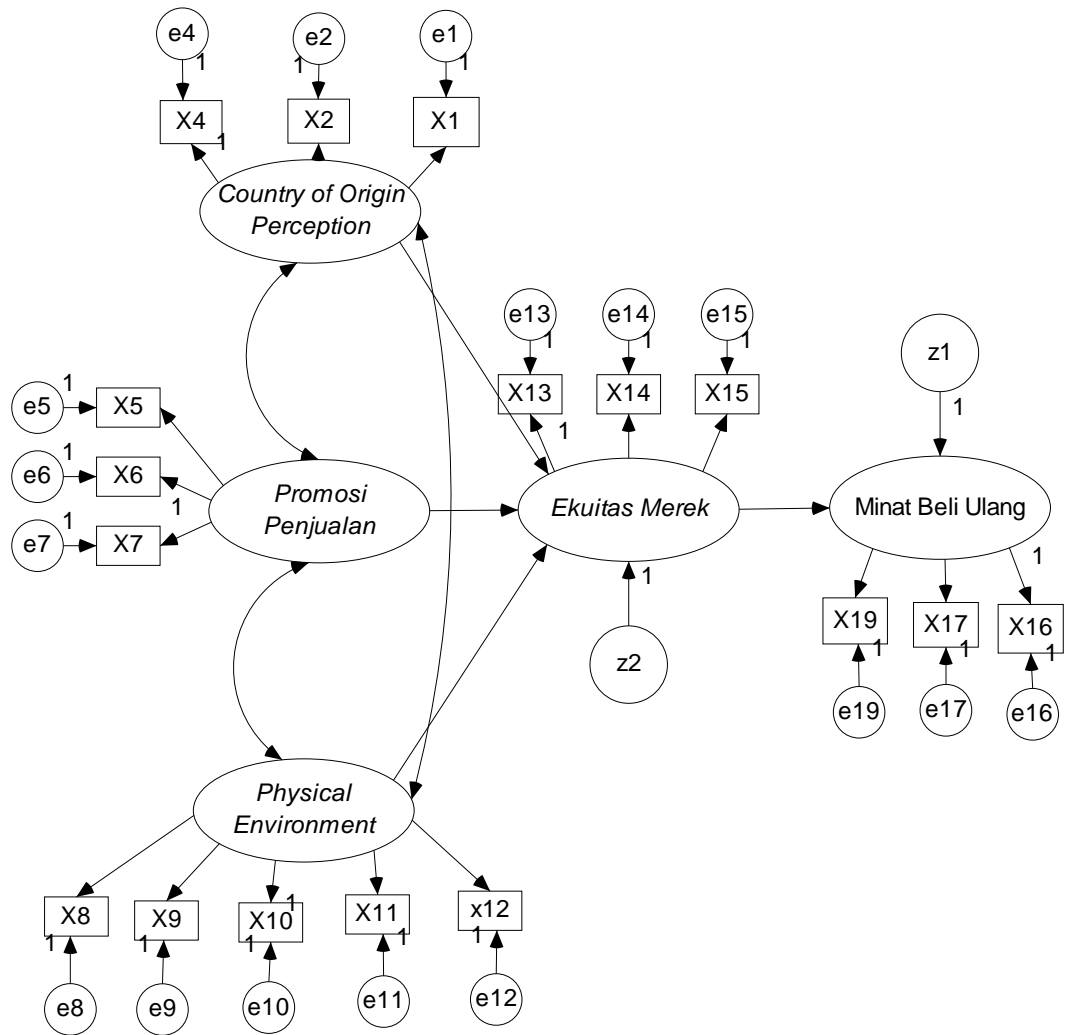 e4
e2
e1
1
1
1
X4
X2
X1
1
Country of Origin
Perception
e13
e14
e15
1
1
1
X13
X14
X15
1
z1
1
1
e5
X5
1
e6
X6
1
1
e7
X7
Promosi
Penjualan
Ekuitas Merek
Minat Beli Ulang
1
1
z2
X19
X17
X16
1
1
1
e19
e17
e16
Physical
Environment
X8
X9
X10
X11
x12
1
1
1
1
1
1
e8
e9
e10
e11
e12